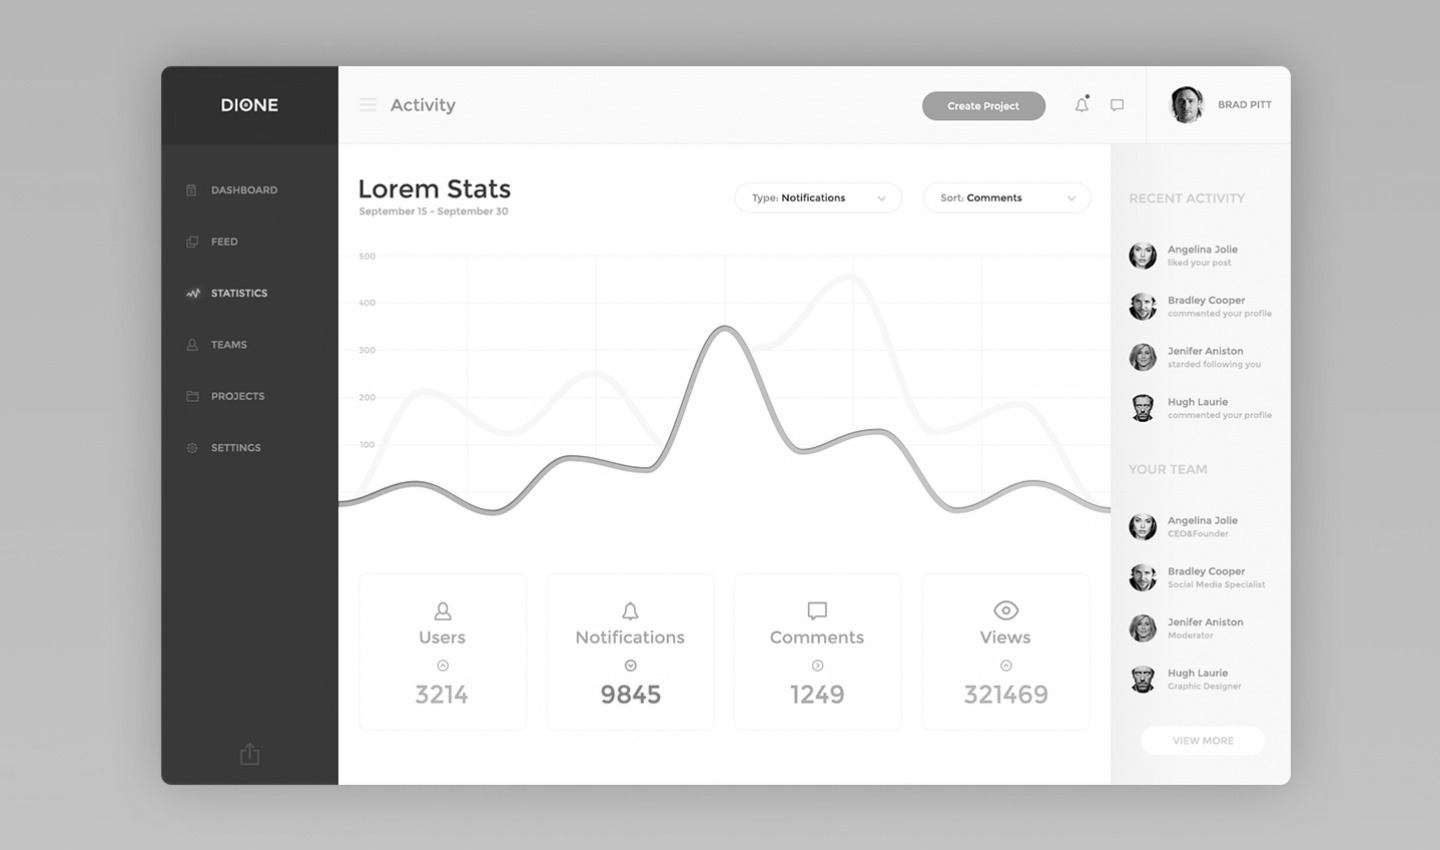 DIONE
Activity
Create Project
BRAD PITT
DASHBOARD
FEED
STATISTICS
TEAMS
PROJECTS
SETTINGS
Lorem Stats
September 15 - September 30
Type: Notifications
Sort: Comments
500
400
300
200
100
Users
3214
Notifications
9845
Comments
1249
Views
321469
RECENT ACTIVITY
Angelina Jolie
liked your post
Bradley Cooper
commented your profile
Jenifer Aniston
starded following you
Hugh Laurie
commented your profile
YOUR TEAM
Angelina Jolie
CEO&Founder
Bradley Cooper
Social Media Specialist
Jenifer Aniston
Moderator
Hugh Laurie
Graphic Designer
VIEW MORE